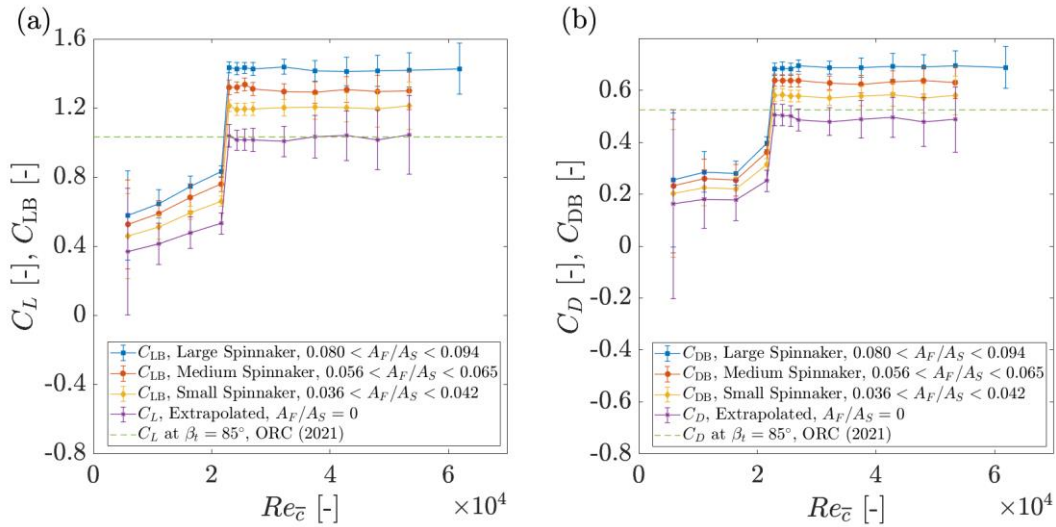 (a)
1.6
1.2
0.8
0.4
0
-0.4
-0.8
C_L [-], C_LB [-]
C_LB, Large Spinnaker, 0.080 < A_F/A_S < 0.094
C_LB, Medium Spinnaker, 0.056 < A_F/A_S < 0.065
C_LB, Small Spinnaker, 0.036 < A_F/A_S < 0.042
C_L, Extrapolated, A_F/A_S = 0
C_L at β_t = 85°, ORC (2021)
0 2 4 6
Re_c̅ [-] ×10⁴
(b)
0.6
0.4
0.2
0
-0.2
-0.4
-0.6
-0.8
C_D [-], C_DB [-]
C_DB, Large Spinnaker, 0.080 < A_F/A_S < 0.094
C_DB, Medium Spinnaker, 0.056 < A_F/A_S < 0.065
C_DB, Small Spinnaker, 0.036 < A_F/A_S < 0.042
C_D, Extrapolated, A_F/A_S = 0
C_D at β_t = 85°, ORC (2021)
0 2 4 6
Re_c̅ [-] ×10⁴